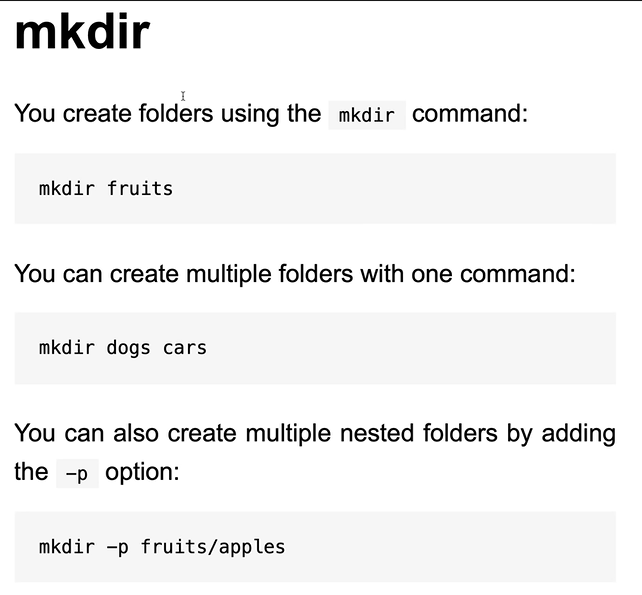 mkdir
You create folders using the mkdir command:
mkdir fruits
You can create multiple folders with one command:
mkdir dogs cars
You can also create multiple nested folders by adding
the -p option:
mkdir -p fruits/apples